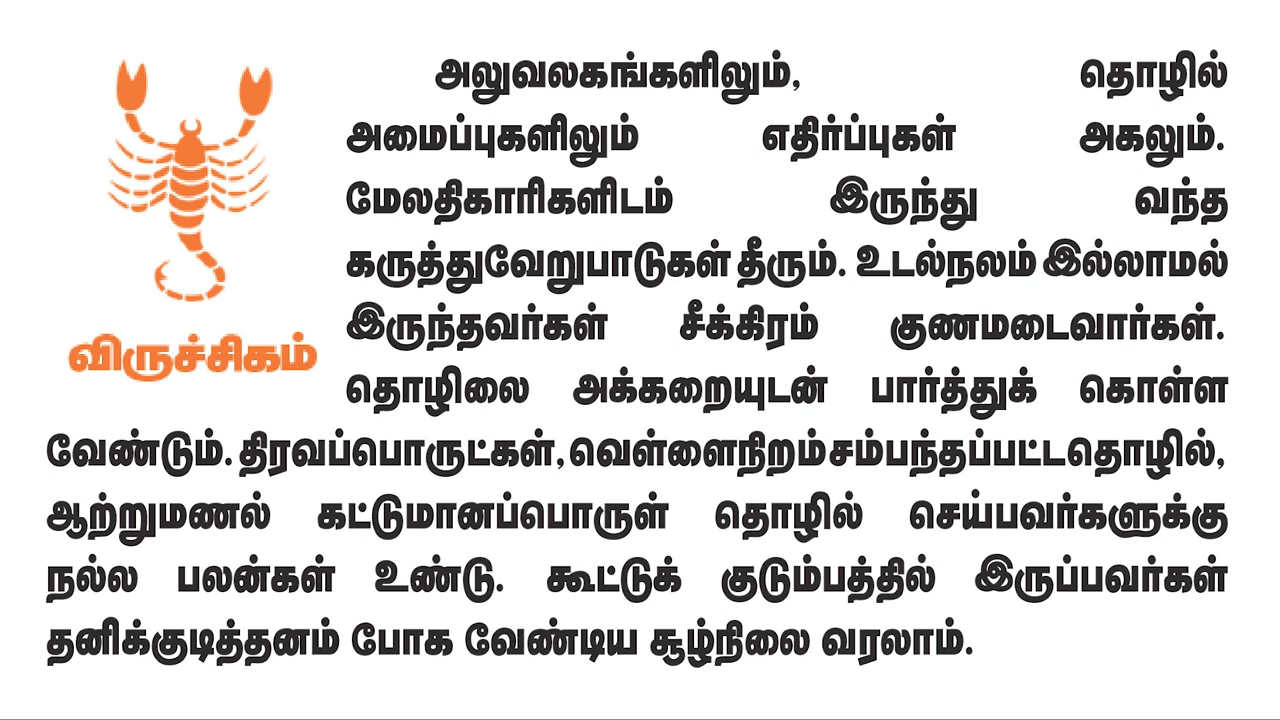 அலுவலகங்களிலும், தொழில்
அமைப்புகளிலும் எதிர்ப்புகள் அகலும்.
மேலதிகாரிகளிடம் இருந்து வந்த
கருத்துவேறுபாடுகள் தீரும். உடல்நலம் இல்லாமல்
இருந்தவர்கள் சீக்கிரம் குணமடைவார்கள்.
விருச்சிகம்
தொழிலை அக்கறையுடன் பார்த்துக் கொள்ள
வேண்டும். திரவப்பொருட்கள், வெள்ளைநிறம் சம்பந்தப்பட்ட தொழில்,
ஆற்றுமணல் கட்டுமானப்பொருள் தொழில் செய்பவர்களுக்கு
நல்ல பலன்கள் உண்டு. கூட்டுக் குடும்பத்தில் இருப்பவர்கள்
தனிக்குடித்தனம் போக வேண்டிய சூழ்நிலை வரலாம்.